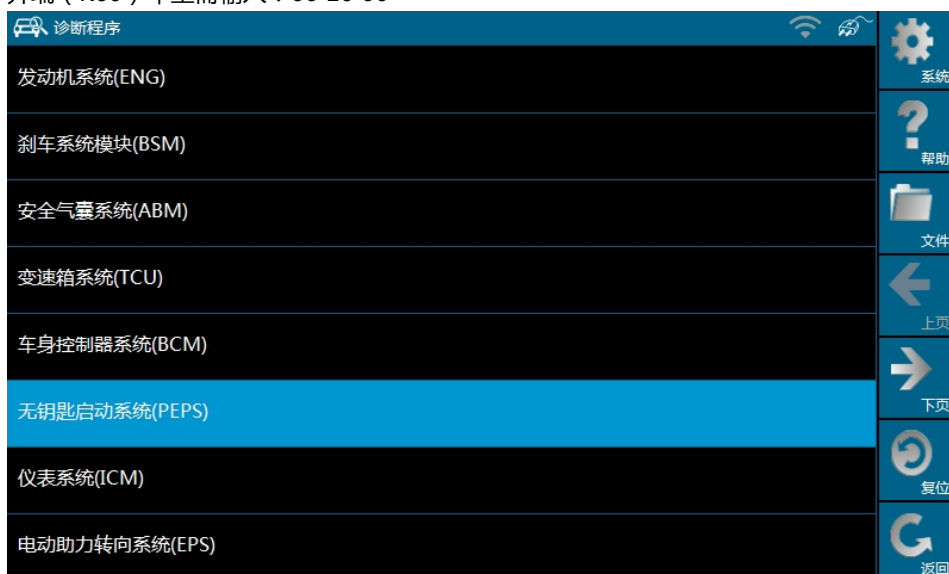 诊断程序
系统
发动机系统(ENG)
刹车系统模块(BSM)
帮助
安全气囊系统(ABM)
文件
变速箱系统(TCU)
上页
车身控制器系统(BCM)
下页
无钥匙启动系统(PEPS)
仪表系统(ICM)
复位
电动助力转向系统(EPS)
返回